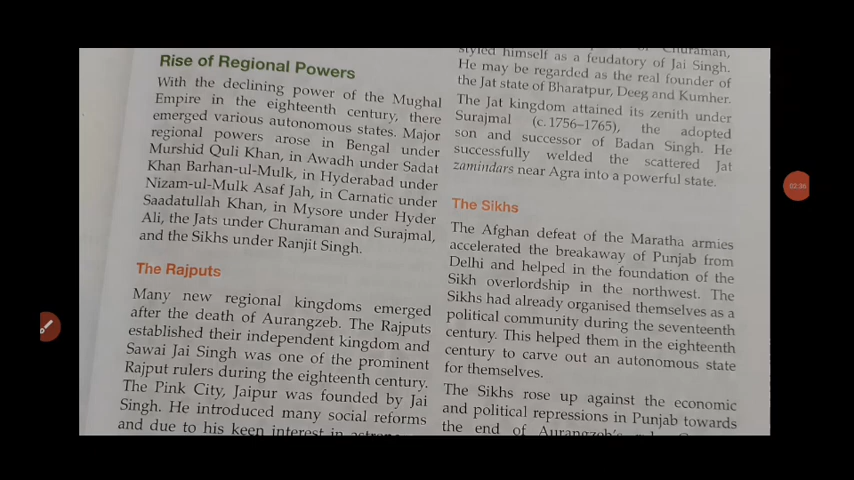 Rise of Regional Powers
With the declining power of the Mughal
Empire in the eighteenth century, there
emerged various autonomous states. Major
regional powers arose in Bengal under
Murshid Quli Khan, in Awadh under Sadat
Khan Barhan-ul-Mulk, in Hyderabad under
Nizam-ul-Mulk Asaf Jah, in Carnatic under
Saadatullah Khan, in Mysore under Hyder
Ali, the Jats under Churaman and Surajmal,
and the Sikhs under Ranjit Singh.
The Rajputs
Many new regional kingdoms emerged
after the death of Aurangzeb. The Rajputs
established their independent kingdom and
Sawai Jai Singh was one of the prominent
Rajput rulers during the eighteenth century.
The Pink City, Jaipur was founded by Jai
Singh. He introduced many social reforms
and due to his keen interest in
Churaman,
styled himself as a feudatory of Jai Singh.
He may be regarded as the real founder of
the Jat state of Bharatpur, Deeg and Kumher.
The Jat kingdom attained its zenith under
Surajmal (c. 1756–1765), the adopted
son and successor of Badan Singh. He
successfully welded the scattered Jat
zamindars near Agra into a powerful state.
The Sikhs
The Afghan defeat of the Maratha armies
accelerated the breakaway of Punjab from
Delhi and helped in the foundation of the
Sikh overlordship in the northwest. The
Sikhs had already organised themselves as a
political community during the seventeenth
century. This helped them in the eighteenth
century to carve out an autonomous state
for themselves.
The Sikhs rose up against the economic
and political repressions in Punjab towards
the end of Aurangzeb's
02:36